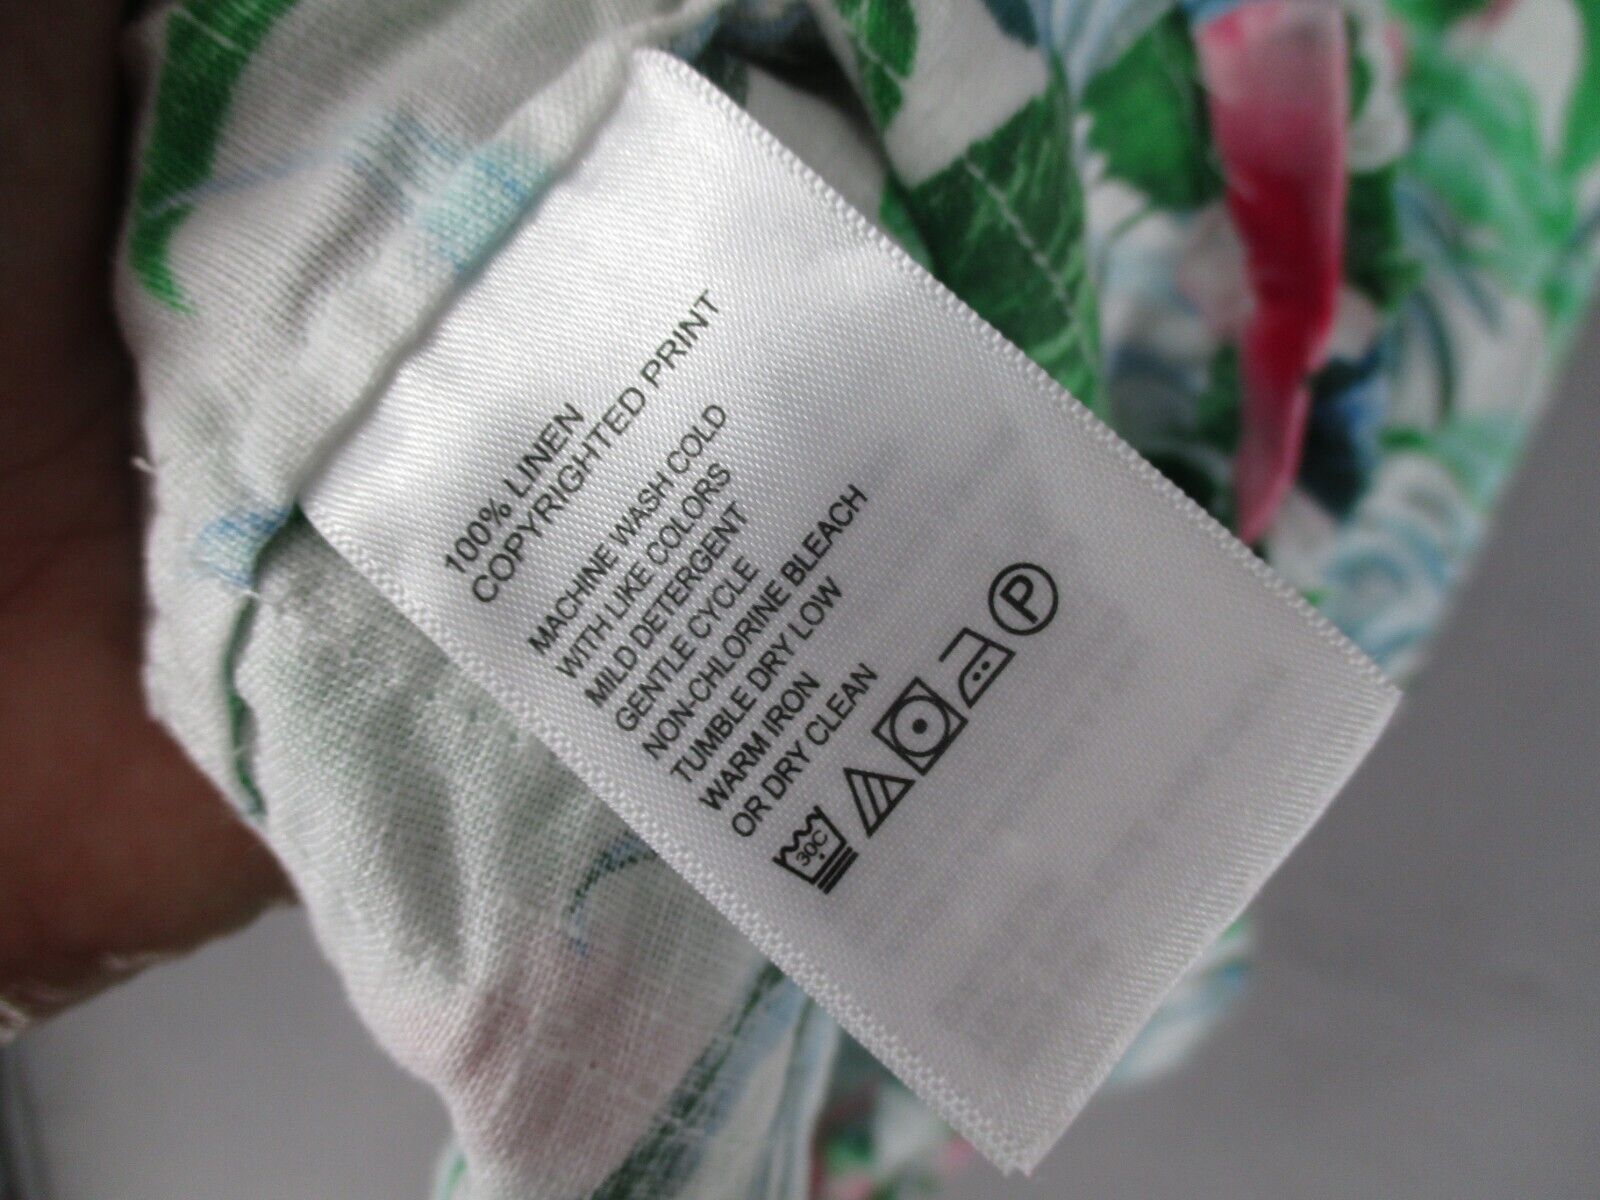 100% LINEN
COPYRIGHTED PRINT
MACHINE WASH COLD
WITH LIKE COLORS
MILD DETERGENT
GENTLE CYCLE
NON-CHLORINE BLEACH
TUMBLE DRY LOW
WARM IRON
OR DRY CLEAN
30C P